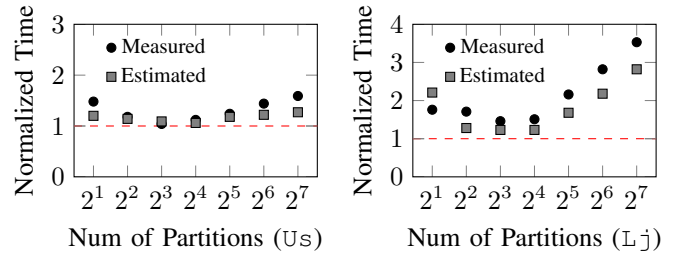 Normalized Time
3
2
1
0
Measured
Estimated
2^1 2^2 2^3 2^4 2^5 2^6 2^7
Num of Partitions (Us)
Normalized Time
4
3
2
1
0
Measured
Estimated
2^1 2^2 2^3 2^4 2^5 2^6 2^7
Num of Partitions (Lj)